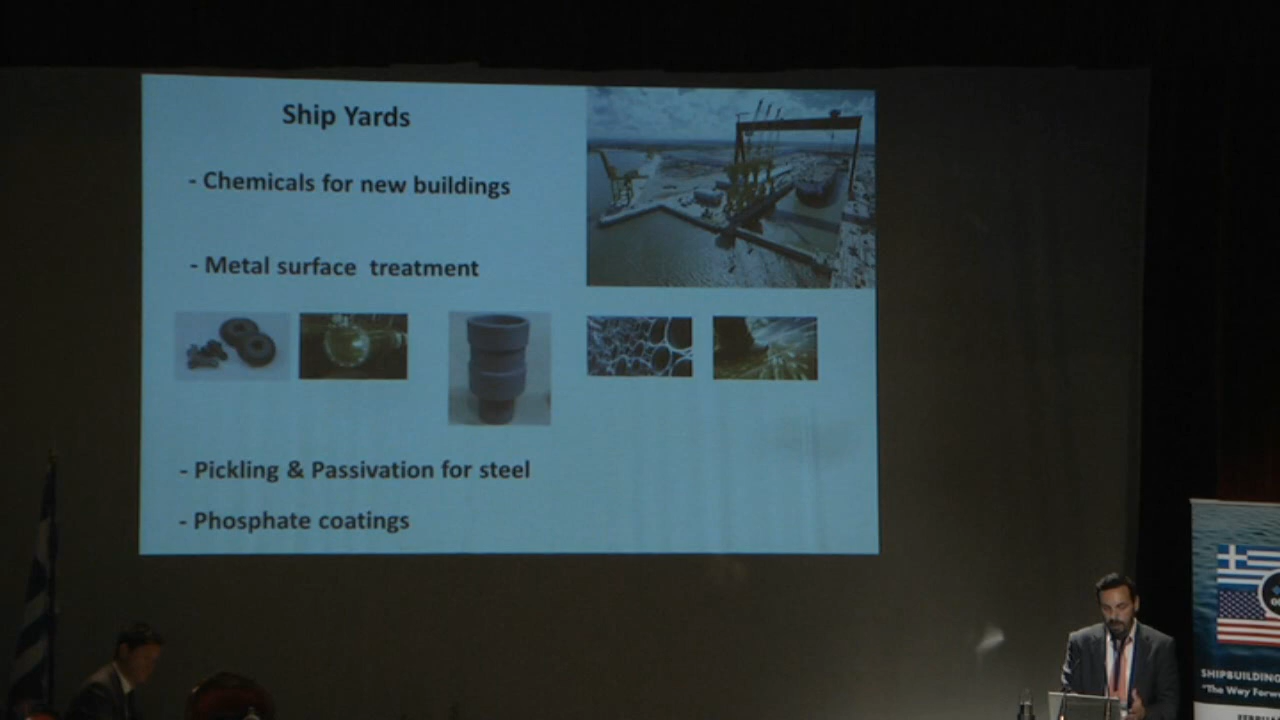 Ship Yards
- Chemicals for new buildings
- Metal surface  treatment
- Pickling & Passivation for steel
- Phosphate coatings
SHIPBUILDING
"The Way Forw